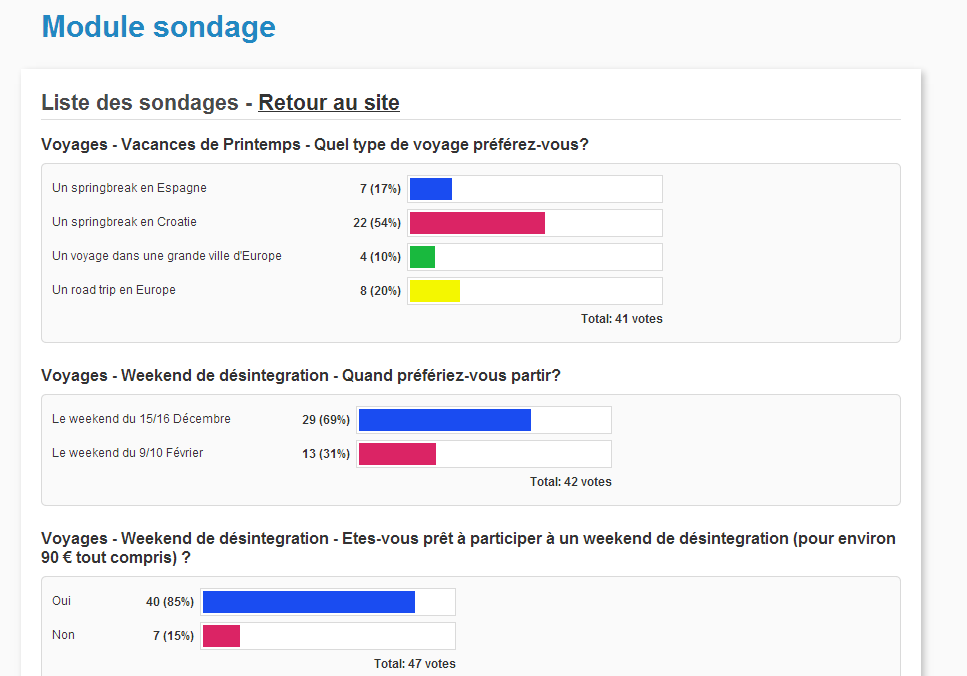 Module sondage
Liste des sondages - Retour au site
Voyages - Vacances de Printemps - Quel type de voyage préférez-vous?
Un springbreak en Espagne 7 (17%)
Un springbreak en Croatie 22 (54%)
Un voyage dans une grande ville d'Europe 4 (10%)
Un road trip en Europe 8 (20%)
Total: 41 votes
Voyages - Weekend de désintegration - Quand préfériez-vous partir?
Le weekend du 15/16 Décembre 29 (69%)
Le weekend du 9/10 Février 13 (31%)
Total: 42 votes
Voyages - Weekend de désintegration - Etes-vous prêt à participer à un weekend de désintegration (pour environ
90 € tout compris) ?
Oui 40 (85%)
Non 7 (15%)
Total: 47 votes